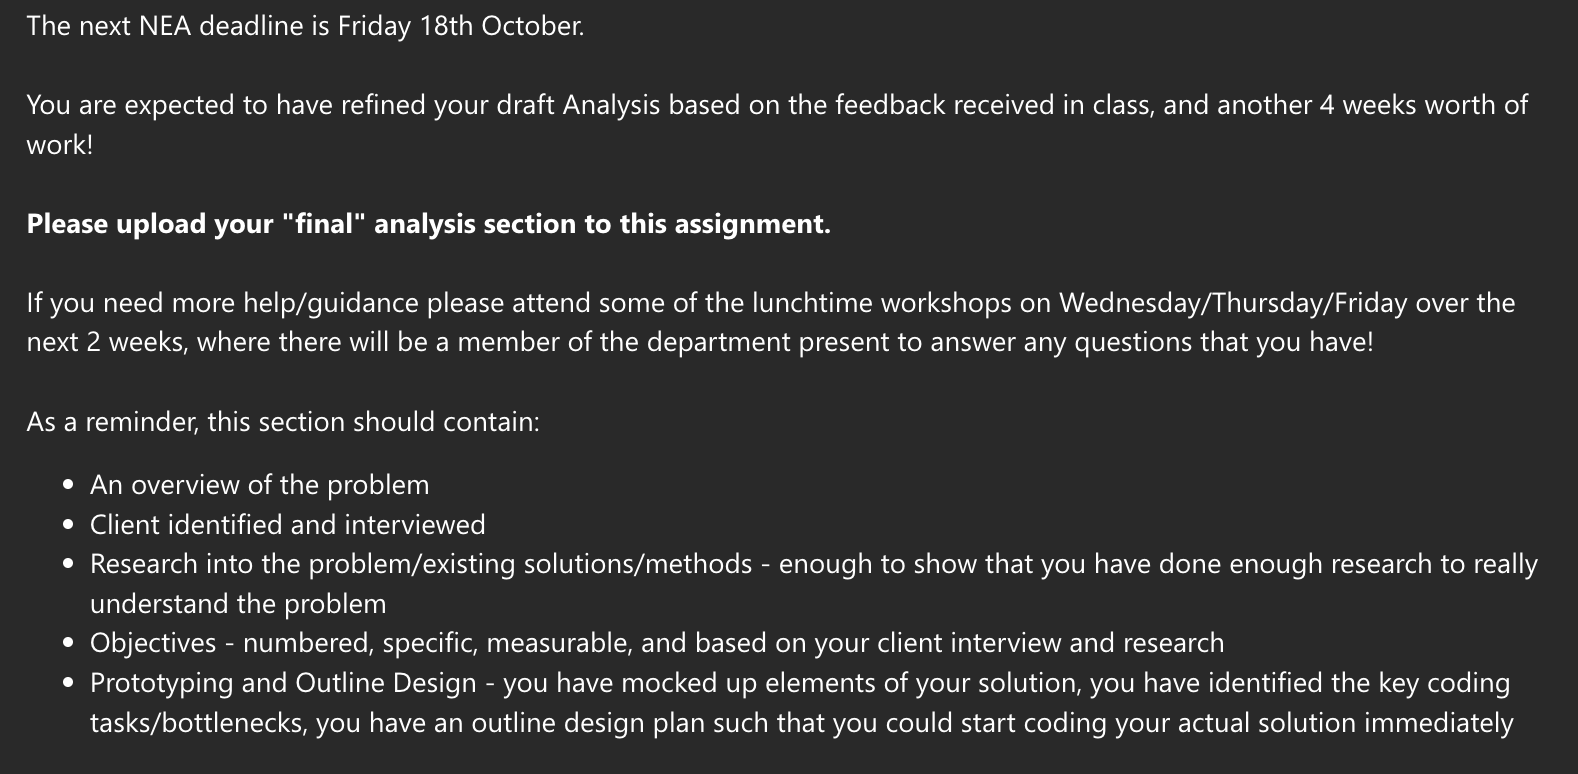 The next NEA deadline is Friday 18th October.
You are expected to have refined your draft Analysis based on the feedback received in class, and another 4 weeks worth of
work!
Please upload your "final" analysis section to this assignment.
If you need more help/guidance please attend some of the lunchtime workshops on Wednesday/Thursday/Friday over the
next 2 weeks, where there will be a member of the department present to answer any questions that you have!
As a reminder, this section should contain:
• An overview of the problem
• Client identified and interviewed
• Research into the problem/existing solutions/methods - enough to show that you have done enough research to really
understand the problem
• Objectives - numbered, specific, measurable, and based on your client interview and research
• Prototyping and Outline Design - you have mocked up elements of your solution, you have identified the key coding
tasks/bottlenecks, you have an outline design plan such that you could start coding your actual solution immediately